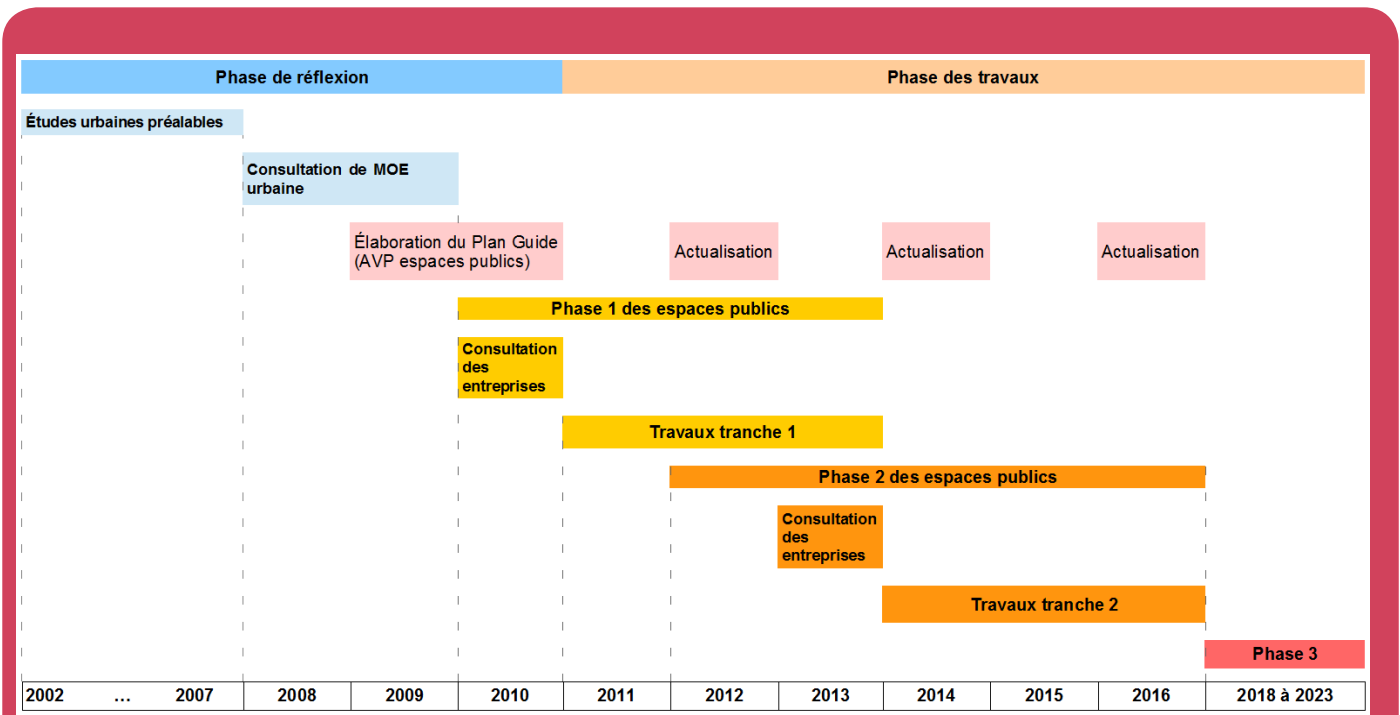 Phase de réflexion
Phase des travaux
Études urbaines préalables
Consultation de MOE
urbaine
Élaboration du Plan Guide
(AVP espaces publics)
Actualisation
Actualisation
Actualisation
Phase 1 des espaces publics
Consultation
des
entreprises
Travaux tranche 1
Phase 2 des espaces publics
Consultation
des
entreprises
Travaux tranche 2
Phase 3
2002 ... 2007 2008 2009 2010 2011 2012 2013 2014 2015 2016 2018 à 2023